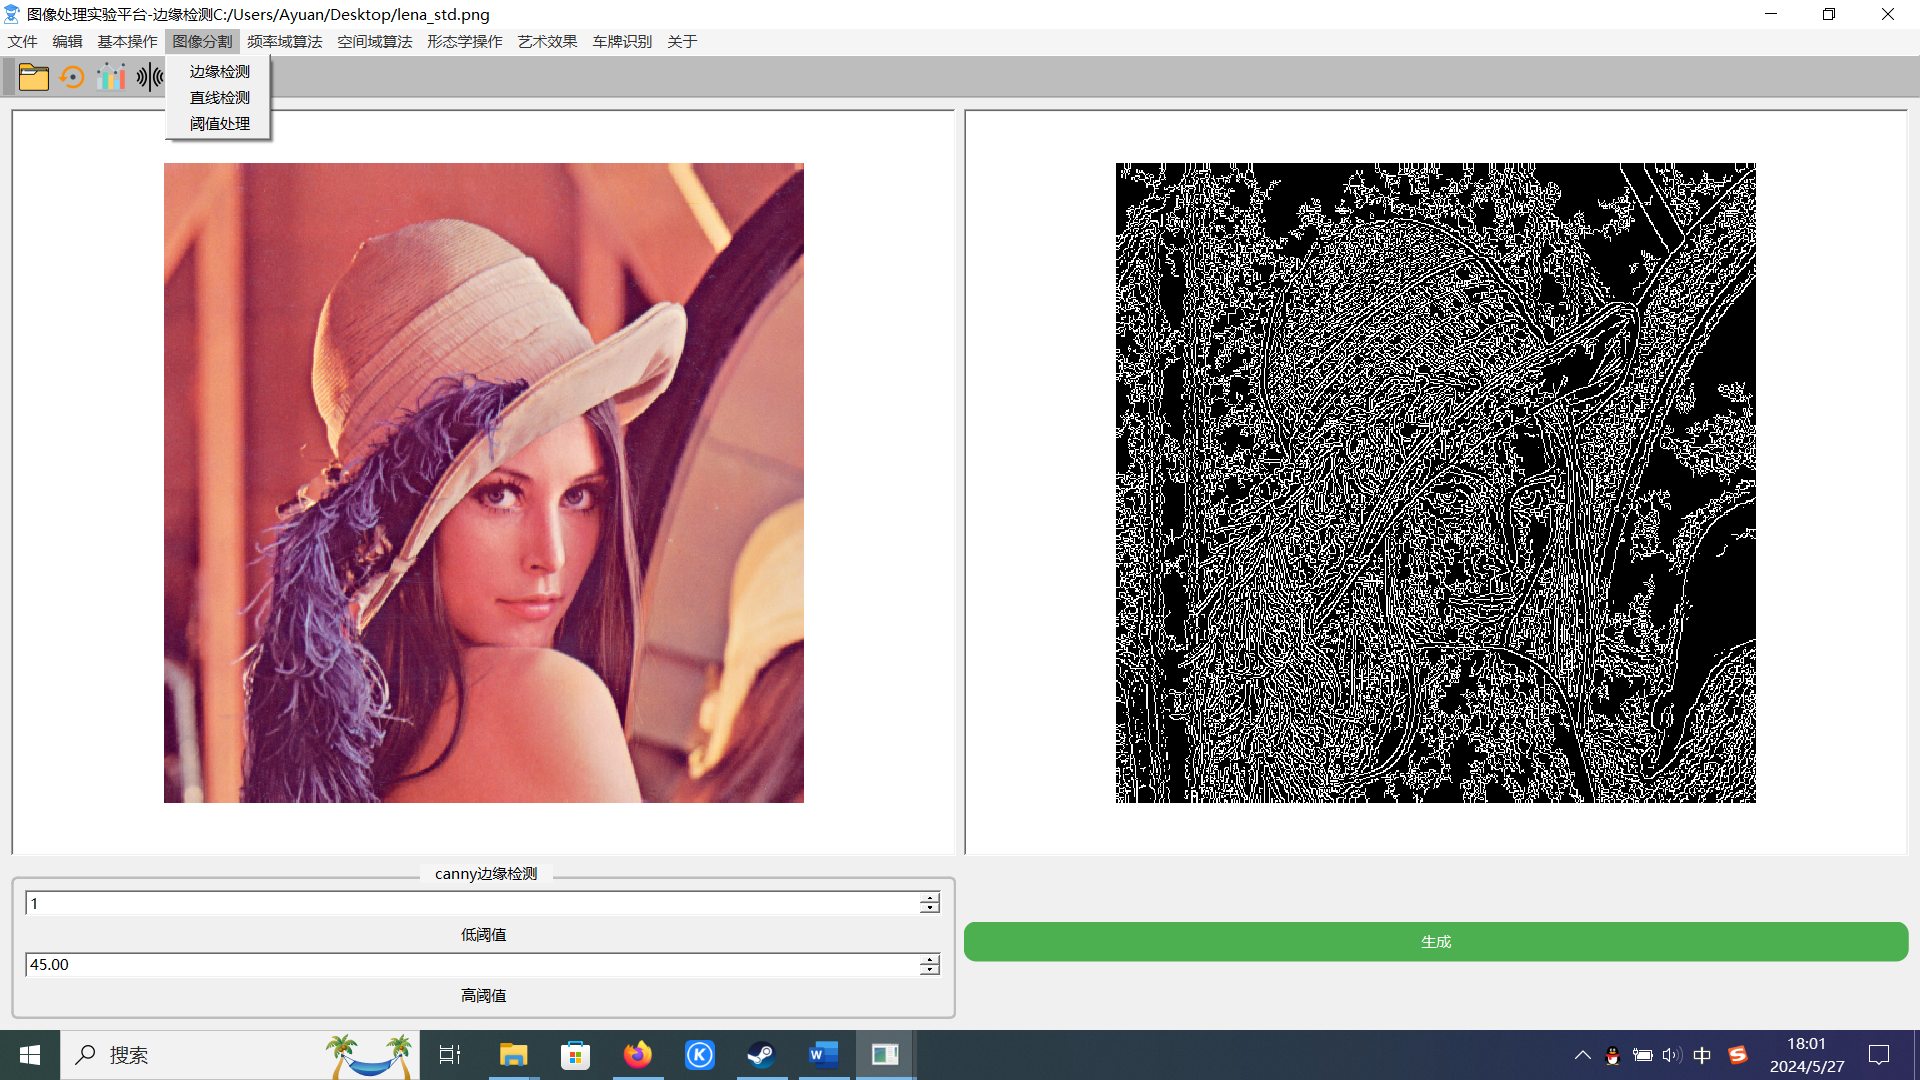 图像处理实验平台-边缘检测C:/Users/Ayuan/Desktop/lena_std.png
文件 编辑 基本操作 图像分割 频率域算法 空间域算法 形态学操作 艺术效果 车牌识别 关于
边缘检测
直线检测
阈值处理
canny边缘检测
1
低阈值
45.00
高阈值
生成
搜索
K
W
中
S
18:01
2024/5/27